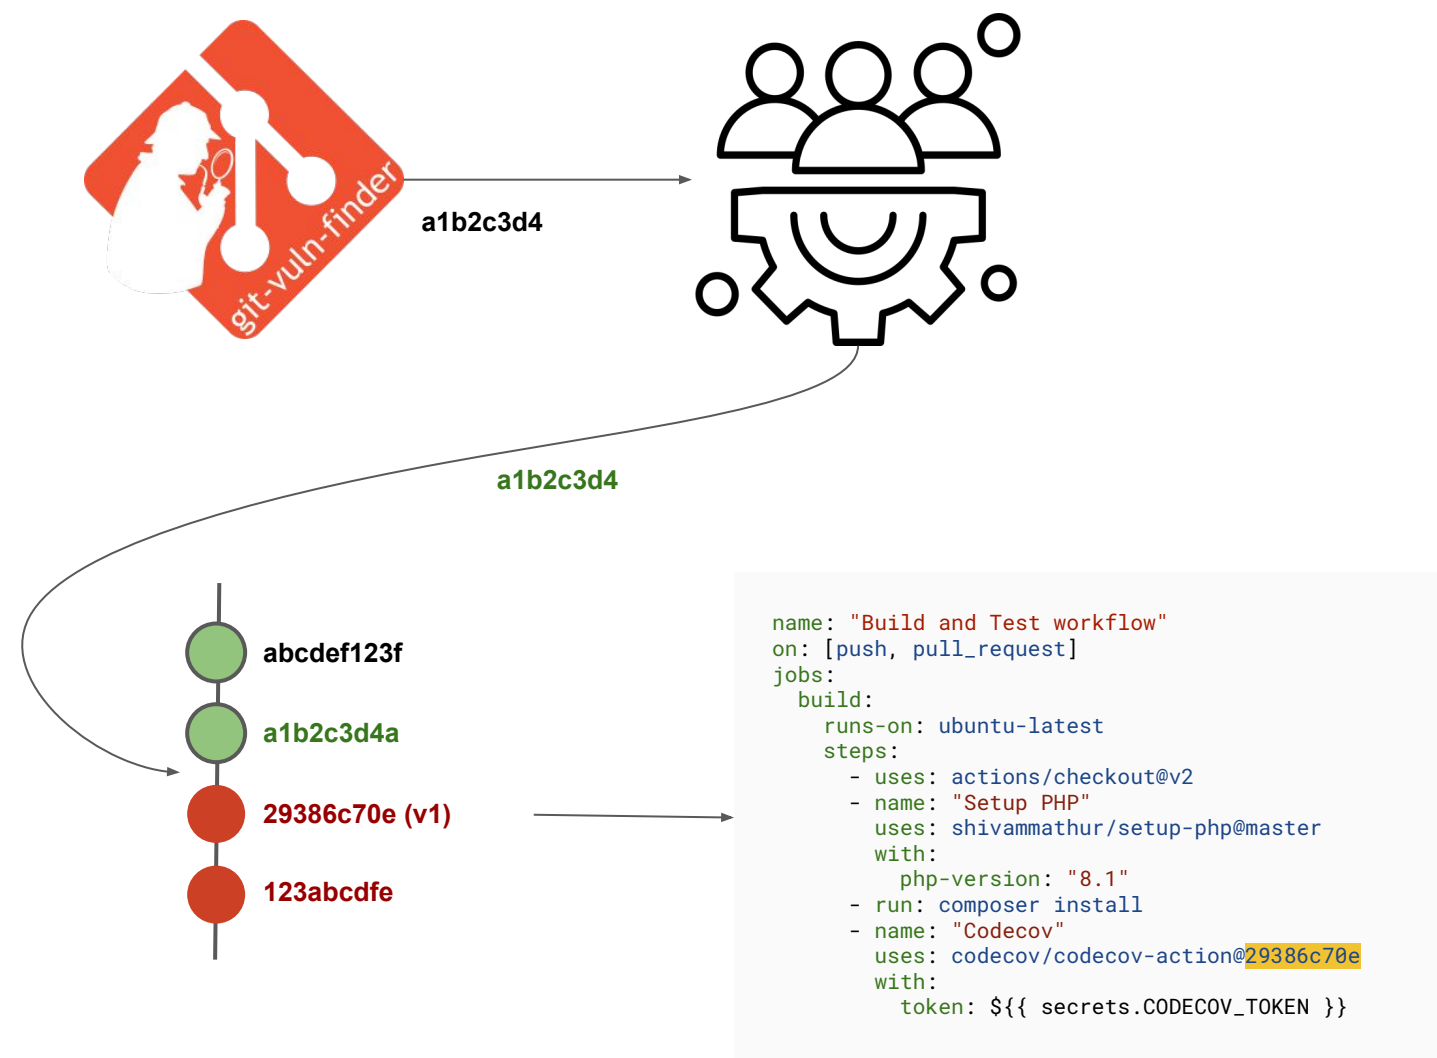 git-vuln-finder
a1b2c3d4
a1b2c3d4
abcdef123f
a1b2c3d4a
29386c70e (v1)
123abcdfe
name: "Build and Test workflow"
on: [push, pull_request]
jobs:
  build:
    runs-on: ubuntu-latest
    steps:
      - uses: actions/checkout@v2
      - name: "Setup PHP"
        uses: shivammathur/setup-php@master
        with:
          php-version: "8.1"
      - run: composer install
      - name: "Codecov"
        uses: codecov/codecov-action@29386c70e
        with:
          token: ${{ secrets.CODECOV_TOKEN }}